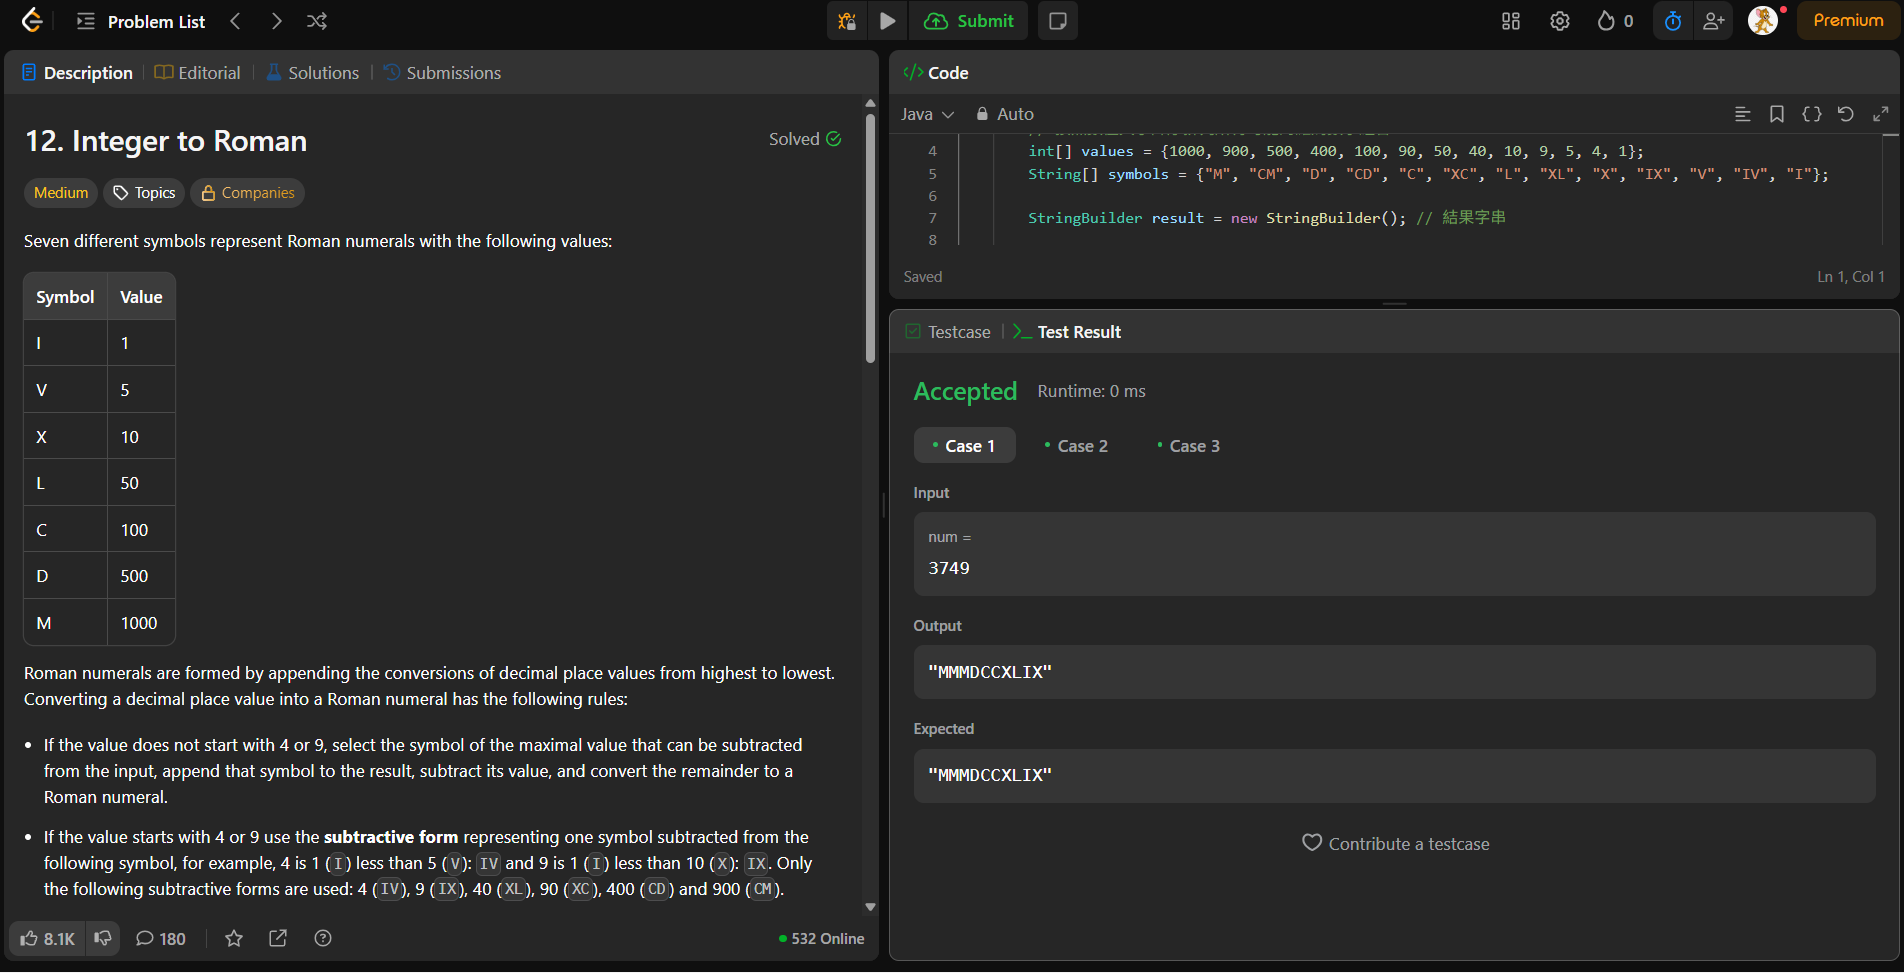 Problem List
Submit
0
Premium
Description
Editorial
Solutions
Submissions
12. Integer to Roman
Solved
Medium
Topics
Companies
Seven different symbols represent Roman numerals with the following values:
Symbol Value
I 1
V 5
X 10
L 50
C 100
D 500
M 1000
Roman numerals are formed by appending the conversions of decimal place values from highest to lowest.
Converting a decimal place value into a Roman numeral has the following rules:
• If the value does not start with 4 or 9, select the symbol of the maximal value that can be subtracted
from the input, append that symbol to the result, subtract its value, and convert the remainder to a
Roman numeral.
• If the value starts with 4 or 9 use the subtractive form representing one symbol subtracted from the
following symbol, for example, 4 is 1 (I) less than 5 (V): IV and 9 is 1 (I) less than 10 (X): IX. Only
the following subtractive forms are used: 4 (IV), 9 (IX), 40 (XL), 90 (XC), 400 (CD) and 900 (CM).
8.1K
180
532 Online
</> Code
Java
Auto
4 int[] values = {1000, 900, 500, 400, 100, 90, 50, 40, 10, 9, 5, 4, 1};
5 String[] symbols = {"M", "CM", "D", "CD", "C", "XC", "L", "XL", "X", "IX", "V", "IV", "I"};
6
7 StringBuilder result = new StringBuilder(); // 結果字串
8
Saved
Ln 1, Col 1
Testcase
Test Result
Accepted
Runtime: 0 ms
Case 1
Case 2
Case 3
Input
num =
3749
Output
"MMMDCCXLIX"
Expected
"MMMDCCXLIX"
Contribute a testcase